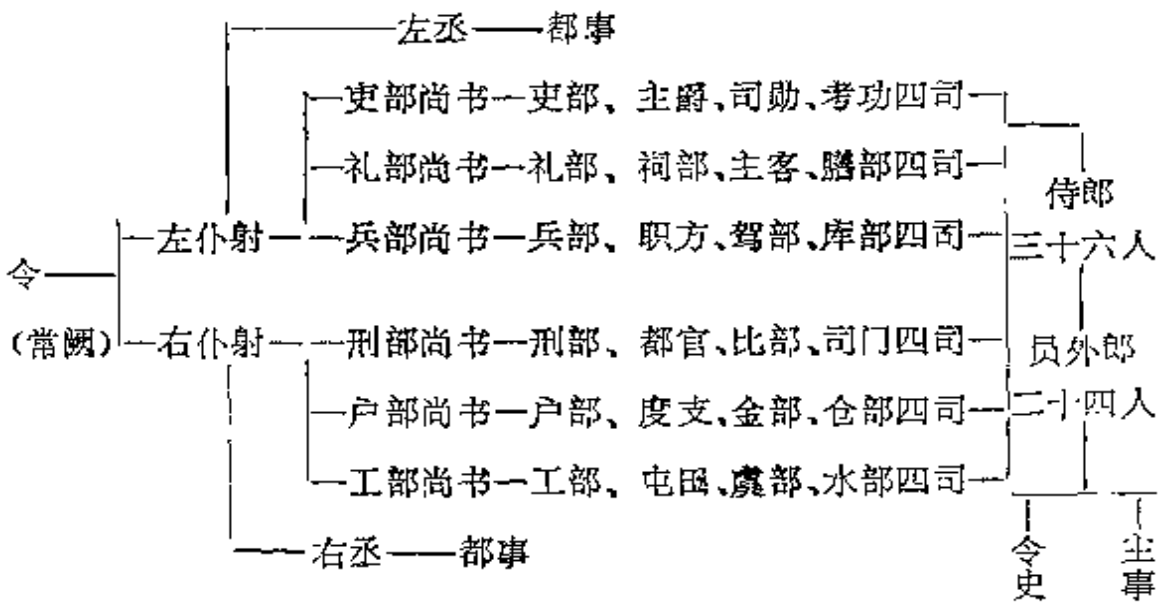 左丞——都事
吏部尚书—吏部、主爵、司勋、考功四司
礼部尚书—礼部、祠部、主客、膳部四司
侍郎
左仆射—兵部尚书—兵部、职方、驾部、库部四司
三十六人
令
(常阙)
右仆射—刑部尚书—刑部、都官、比部、司门四司
员外郎
户部尚书—户部、度支、金部、仓部四司
二十四人
工部尚书—工部、屯田、虞部、水部四司
右丞——都事
令史
主事